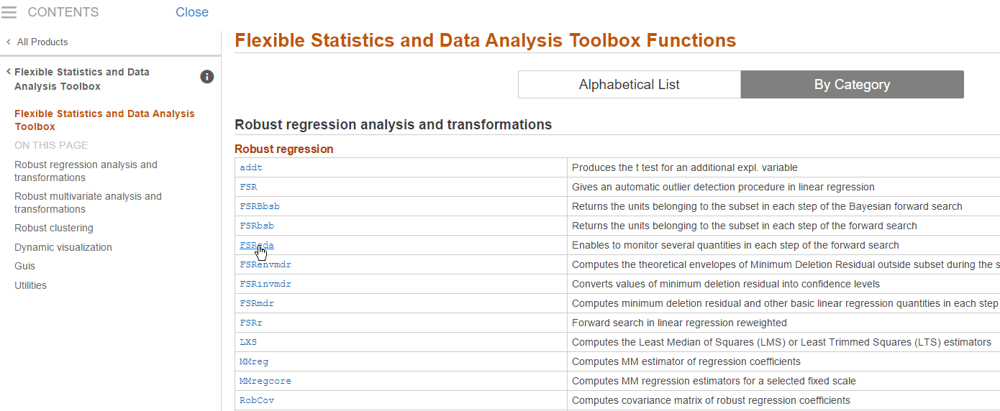 CONTENTS Close
All Products
Flexible Statistics and Data
Analysis Toolbox
Flexible Statistics and Data Analysis
Toolbox
ON THIS PAGE
Robust regression analysis and
transformations
Robust multivariate analysis and
transformations
Robust clustering
Dynamic visualization
Guis
Utilities
Flexible Statistics and Data Analysis Toolbox Functions
Alphabetical List By Category
Robust regression analysis and transformations
Robust regression
addt Produces the t test for an additional expl. variable
FSR Gives an automatic outlier detection procedure in linear regression
FSRBbsb Returns the units belonging to the subset in each step of the Bayesian forward search
FSRbsb Returns the units belonging to the subset in each step of the forward search
FSReda Enables to monitor several quantities in each step of the forward search
FSRenvmdr Computes the theoretical envelopes of Minimum Deletion Residual outside subset during the s
FSRinvmdr Converts values of minimum deletion residual into confidence levels
FSRmdr Computes minimum deletion residual and other basic linear regression quantities in each step
FSRr Forward search in linear regression reweighted
LXS Computes the Least Median of Squares (LMS) or Least Trimmed Squares (LTS) estimators
MMreg Computes MM estimator of regression coefficients
MMregcore Computes MM regression estimators for a selected fixed scale
RobCov Computes covariance matrix of robust regression coefficients